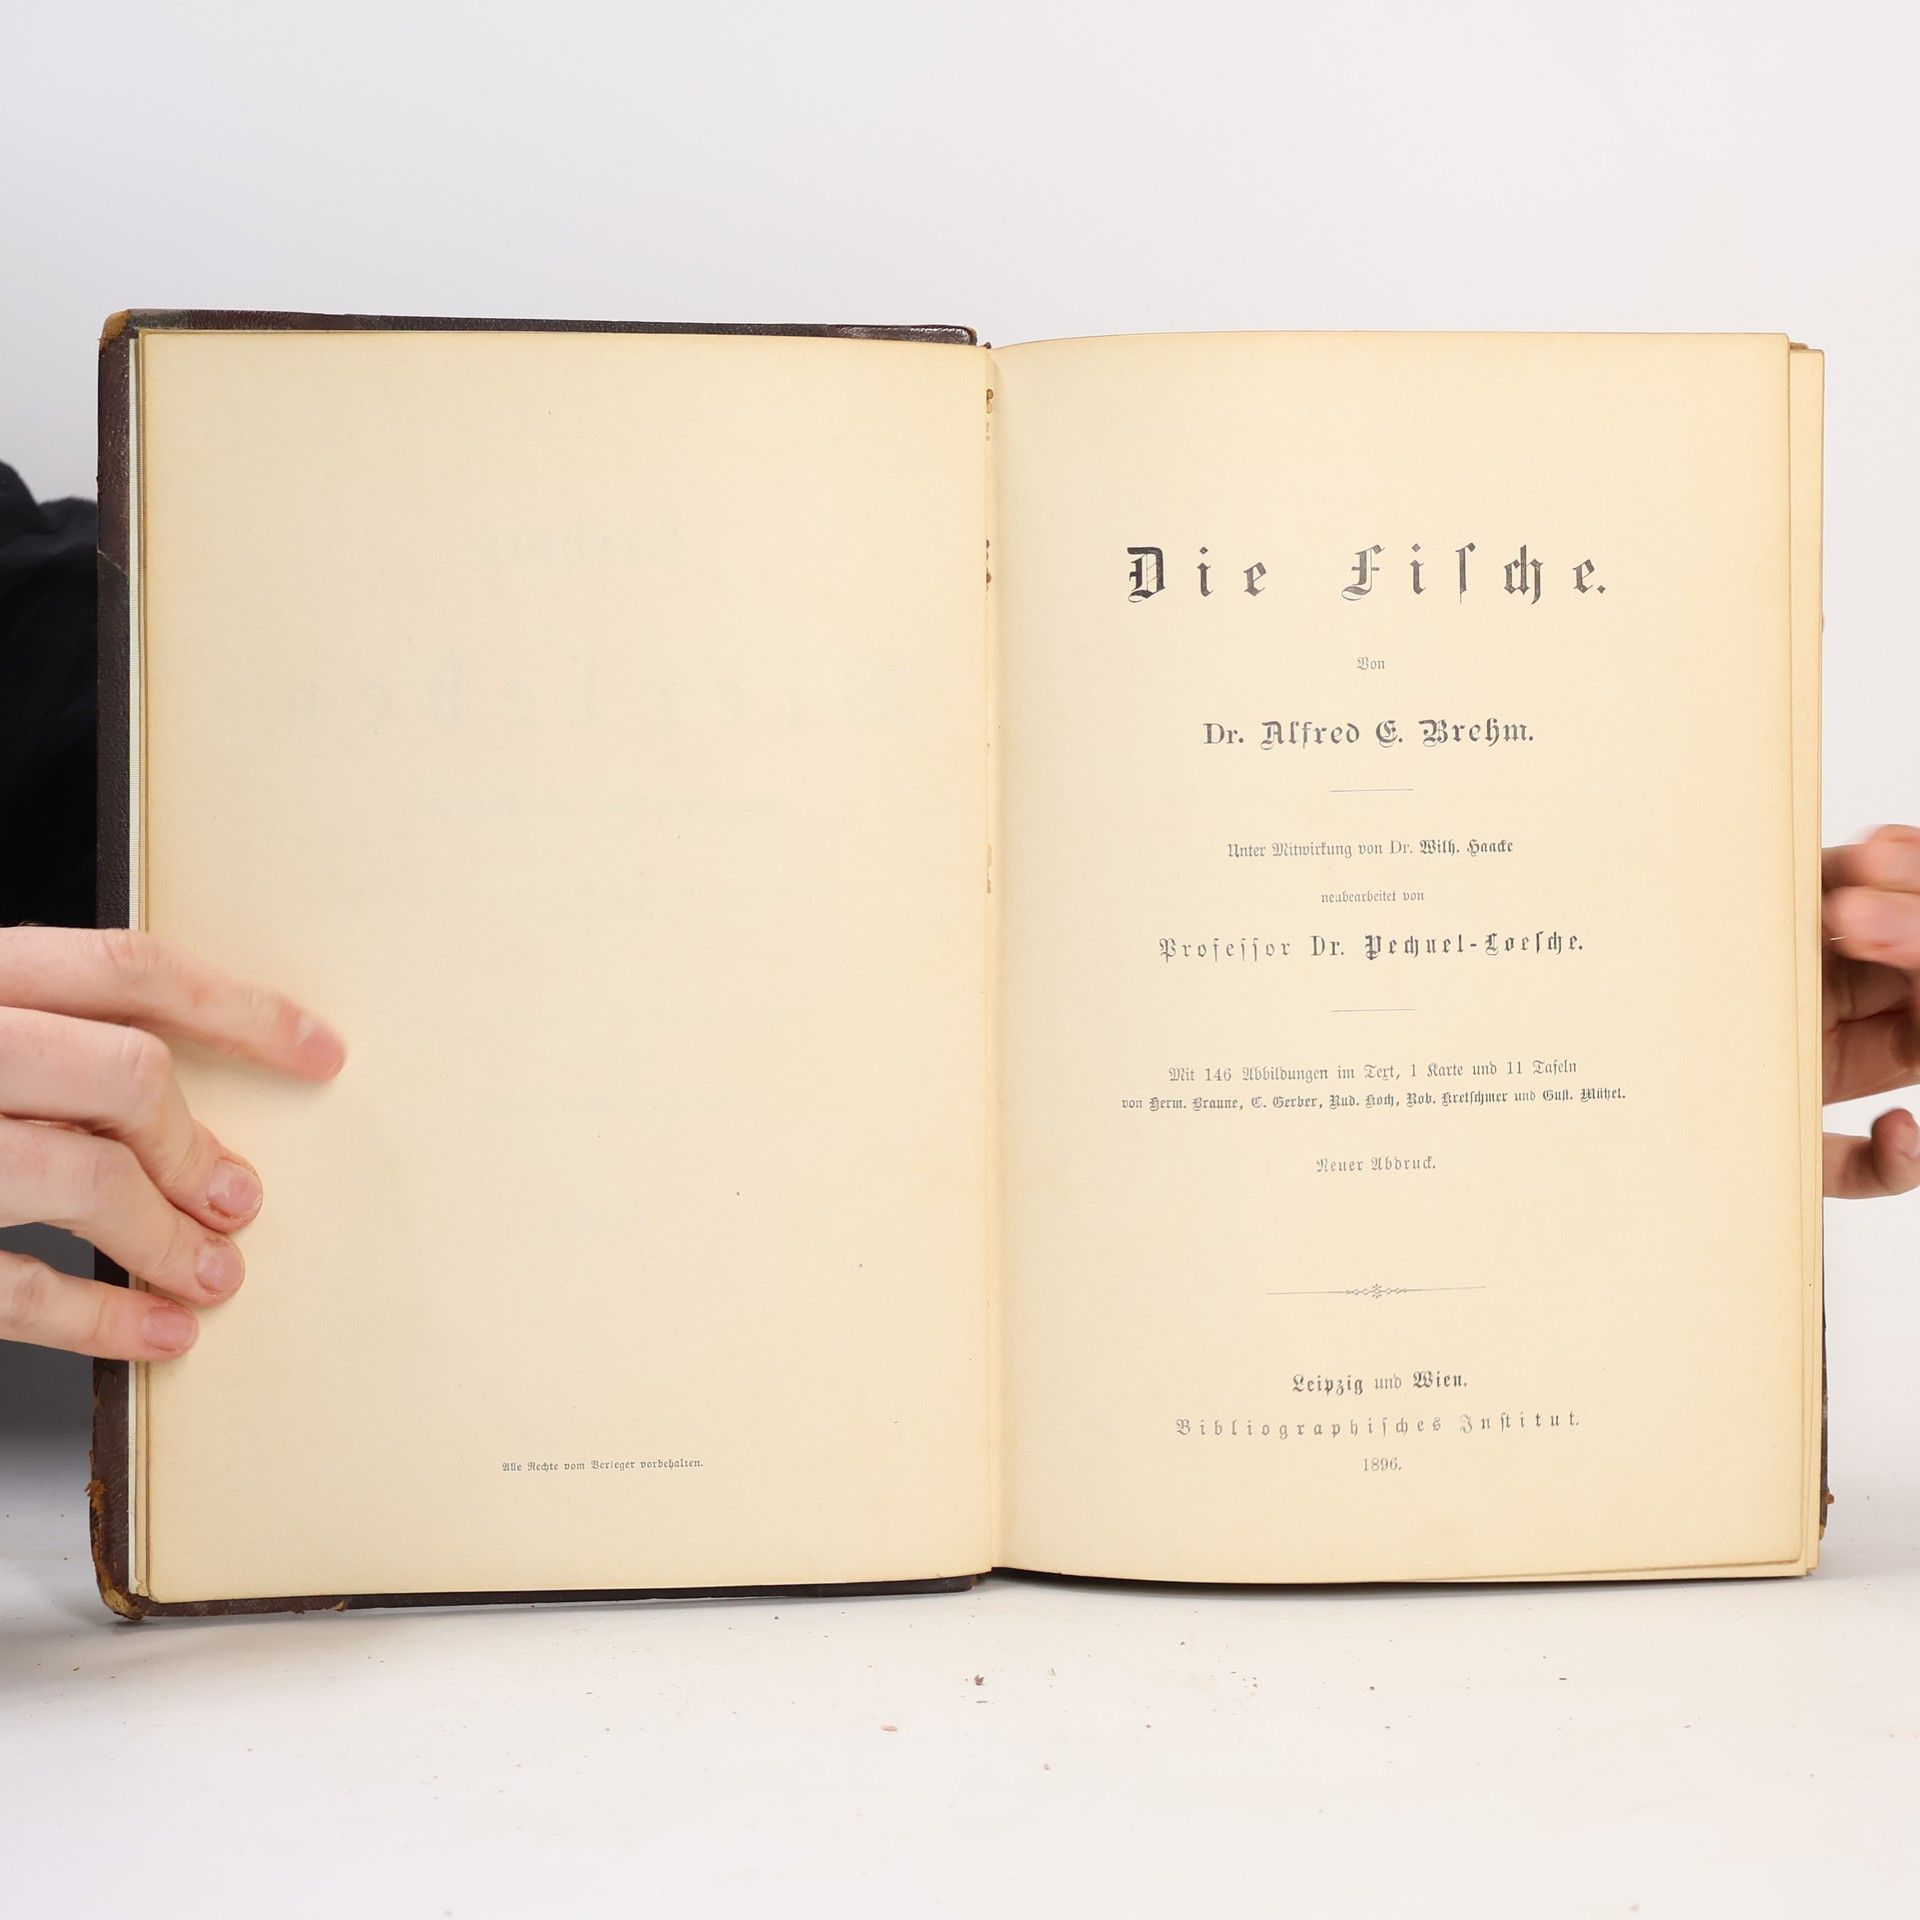 Alle Rechte vom Verleger vorbehalten.
Die Fiſche.
Von
Dr. Alfred E. Brehm.
Unter Mitwirkung von Dr. Wilh. Haacke
neubearbeitet von
Profeſſor Dr. Pechuel-Loeſche.
Mit 146 Abbildungen im Text, 1 Karte und 11 Tafeln
von Herm. Braune, C. Gerber, Rud. Koch, Rob. Kretſchmer und Guſt. Mützel.
Neuer Abdruck.
Leipzig und Wien.
Bibliographiſches Inſtitut.
1896.